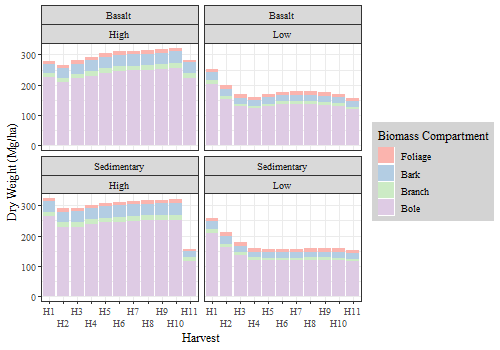 Basalt
Basalt
High
Low
300
200
100
0
Sedimentary
Sedimentary
High
Low
300
200
100
0
H1 H3 H5 H7 H9 H11 H1 H3 H5 H7 H9 H11
H2 H4 H6 H8 H10 H2 H4 H6 H8 H10
Harvest
Dry Weight (Mg/ha)
Biomass Compartment
Foliage
Bark
Branch
Bole